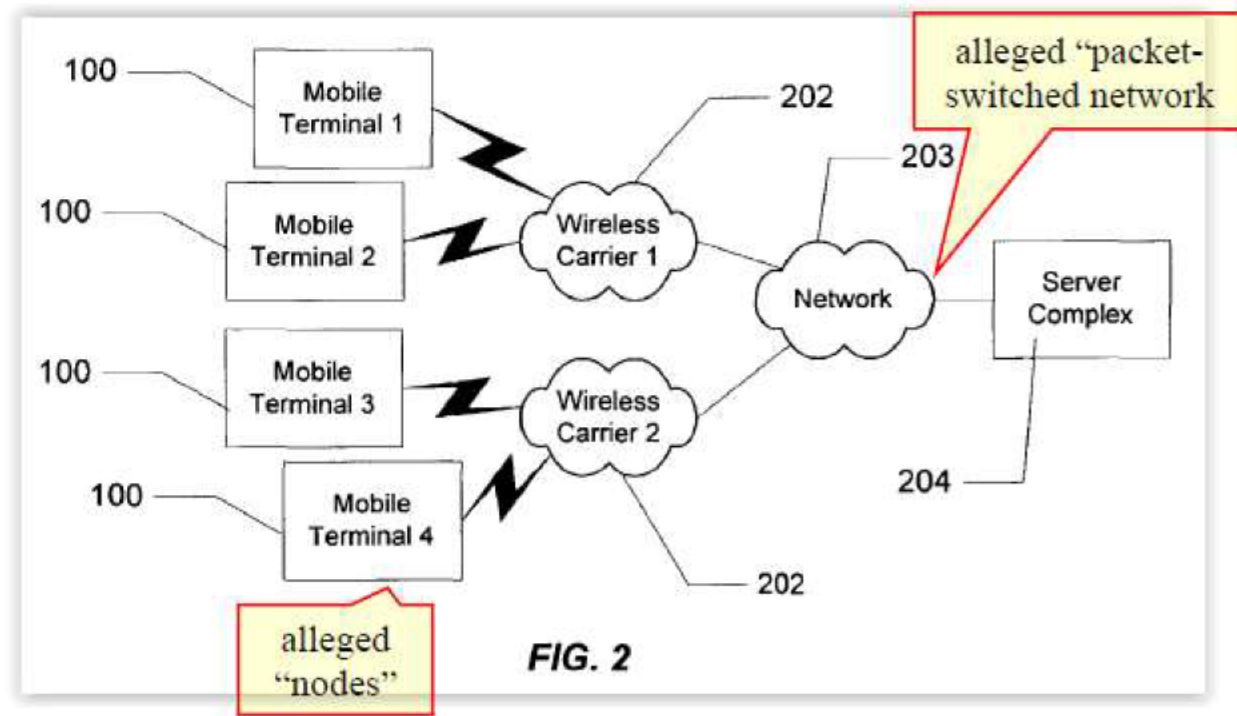 alleged “packet-
switched network
100
Mobile
Terminal 1
202
203
100
Mobile
Terminal 2
Wireless
Carrier 1
Network
Server
Complex
100
Mobile
Terminal 3
Wireless
Carrier 2
100
Mobile
Terminal 4
204
202
alleged
“nodes”
FIG. 2